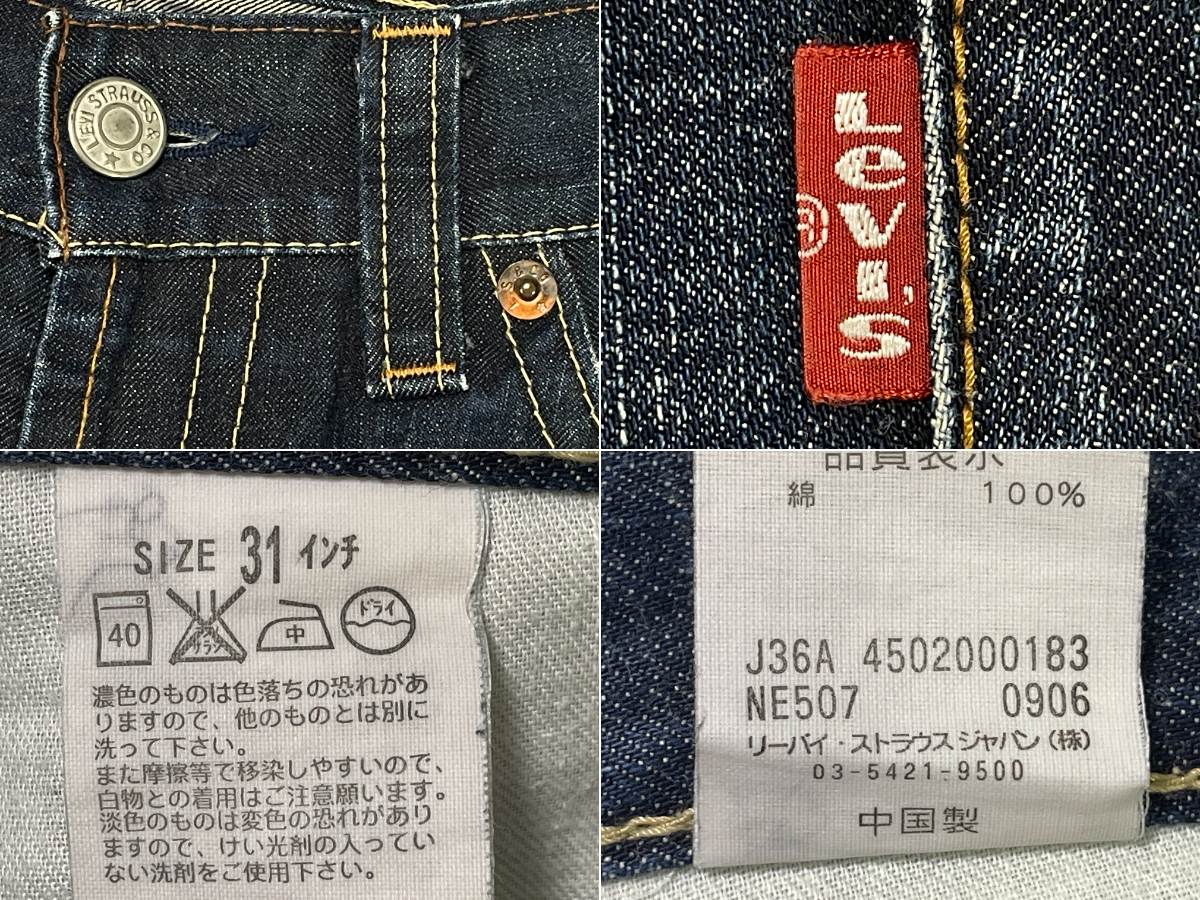 LEVI STRAUSS & CO
LEVI'S
®
SIZE 31 インチ
40
中
ドライ
濃色のものは色落ちの恐れがあ
りますので、他のものとは別に
洗って下さい。
また摩擦等で移染しやすいので、
白物との着用はご注意願います。
淡色のものは変色の恐れがあり
ますので、けい光剤の入ってい
ない洗剤をご使用下さい。
品質表示
綿 100%
J36A 4502000183
NE507 0906
リーバイ・ストラウス ジャパン(株)
03-5421-9500
中国製